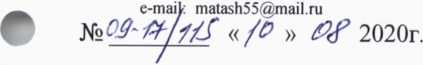 e-mail: matash55@mail.ru
№09-17/115 «10» 08 2020г.